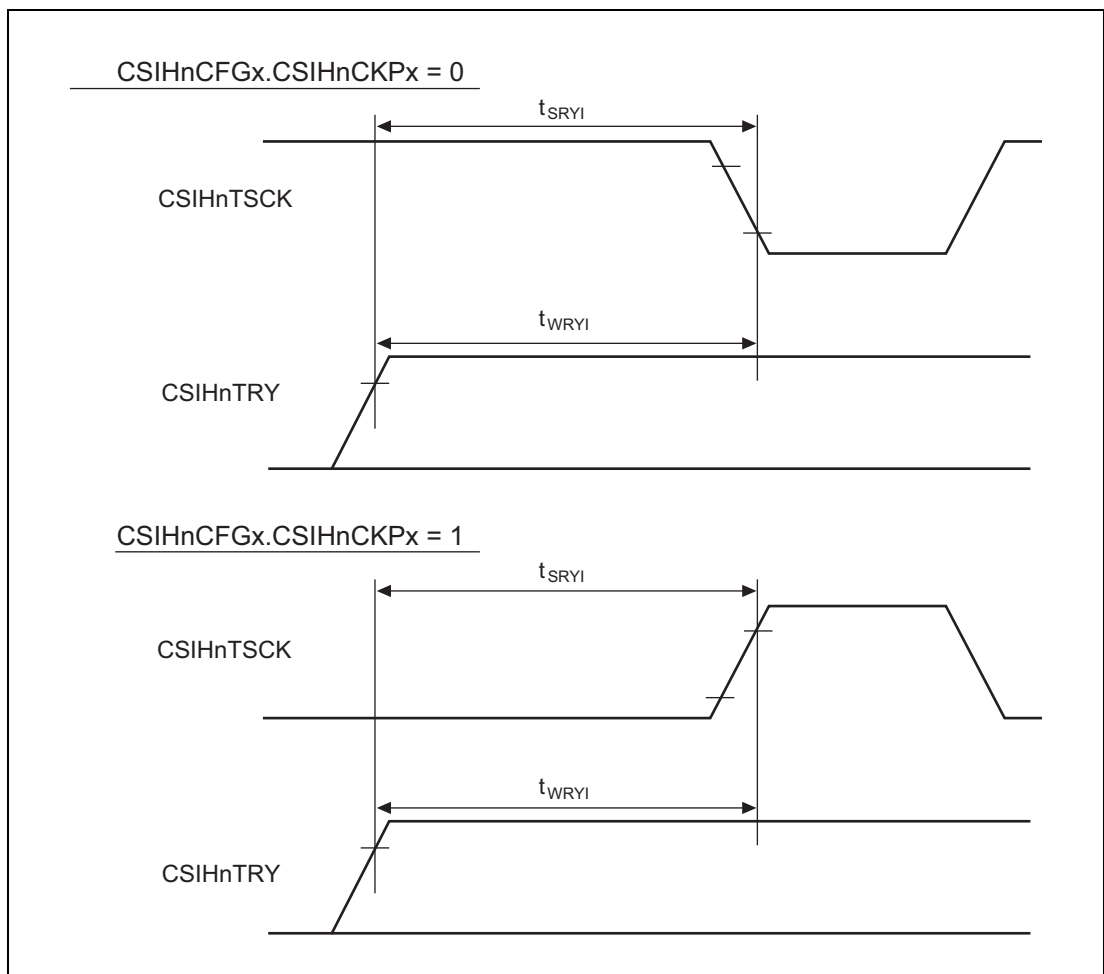 CSIHnCFGx.CSIHnCKPx = 0
tSRYI
CSIHnTSCK
tWRYI
CSIHnTRY
CSIHnCFGx.CSIHnCKPx = 1
tSRYI
CSIHnTSCK
tWRYI
CSIHnTRY